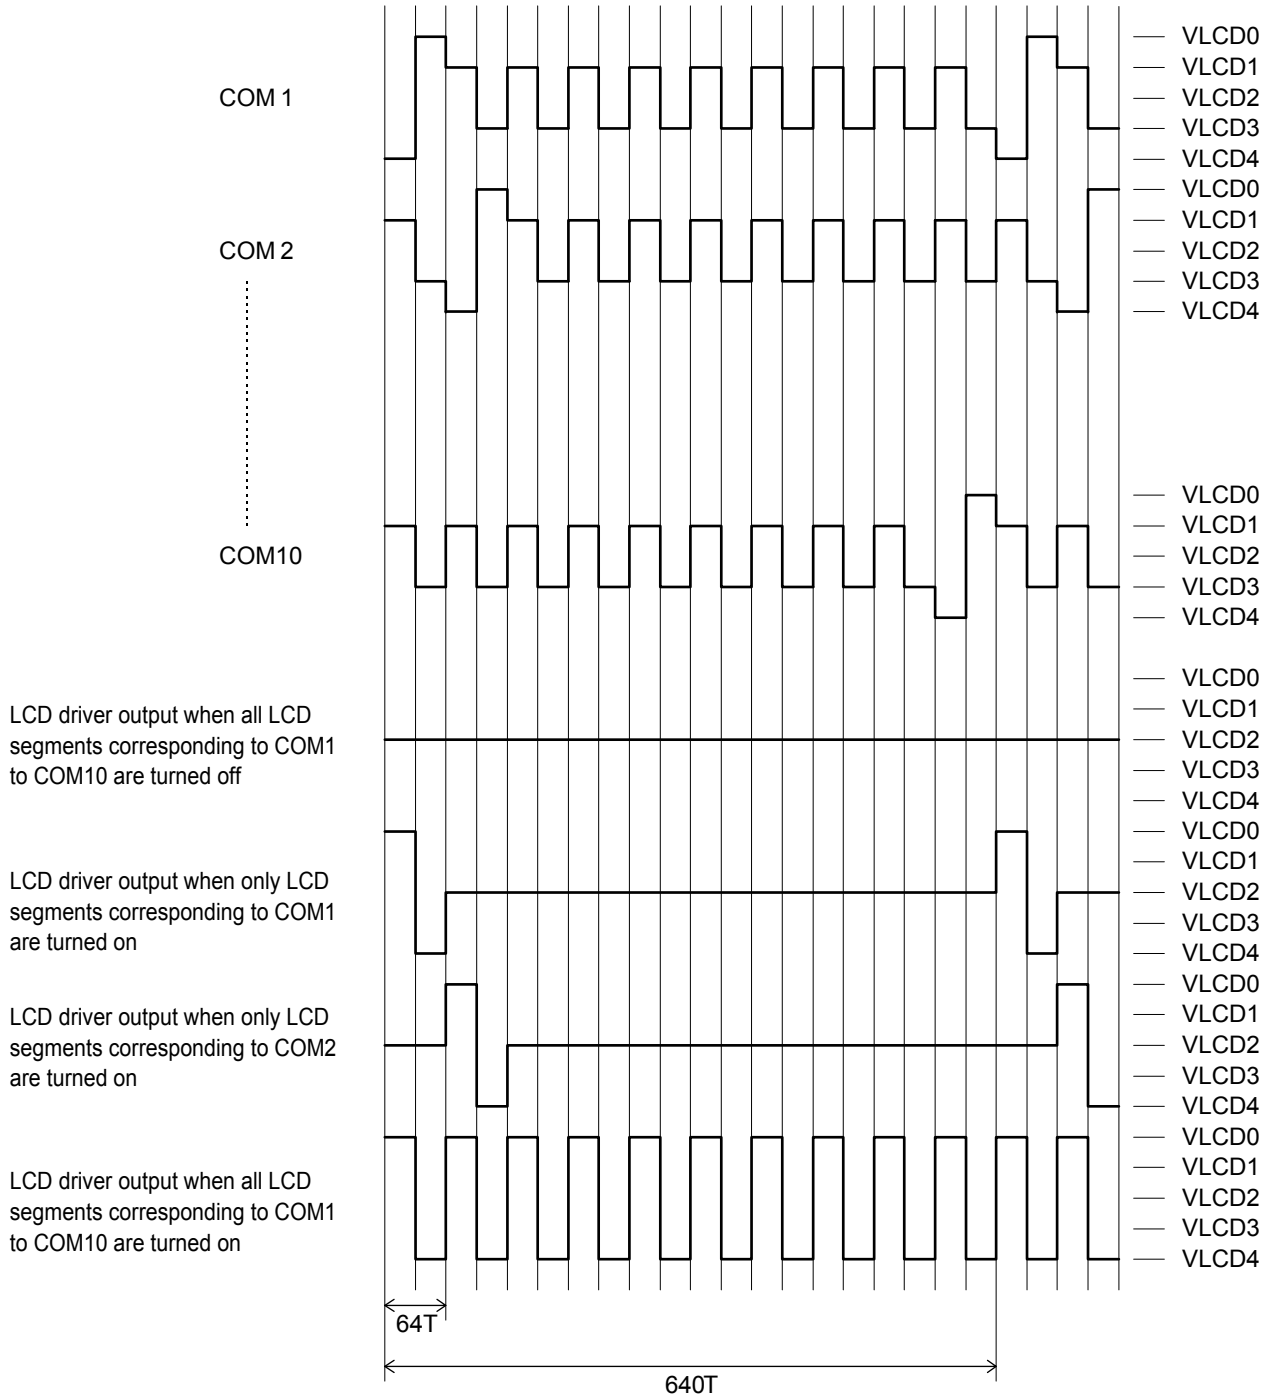 VLCD0
VLCD1
COM 1
VLCD2
VLCD3
VLCD4
VLCD0
VLCD1
COM 2
VLCD2
VLCD3
VLCD4
VLCD0
VLCD1
COM10
VLCD2
VLCD3
VLCD4
LCD driver output when all LCD
segments corresponding to COM1
to COM10 are turned off
VLCD0
VLCD1
VLCD2
VLCD3
VLCD4
LCD driver output when only LCD
segments corresponding to COM1
are turned on
VLCD0
VLCD1
VLCD2
VLCD3
VLCD4
LCD driver output when only LCD
segments corresponding to COM2
are turned on
VLCD0
VLCD1
VLCD2
VLCD3
VLCD4
LCD driver output when all LCD
segments corresponding to COM1
to COM10 are turned on
VLCD0
VLCD1
VLCD2
VLCD3
VLCD4
64T
640T